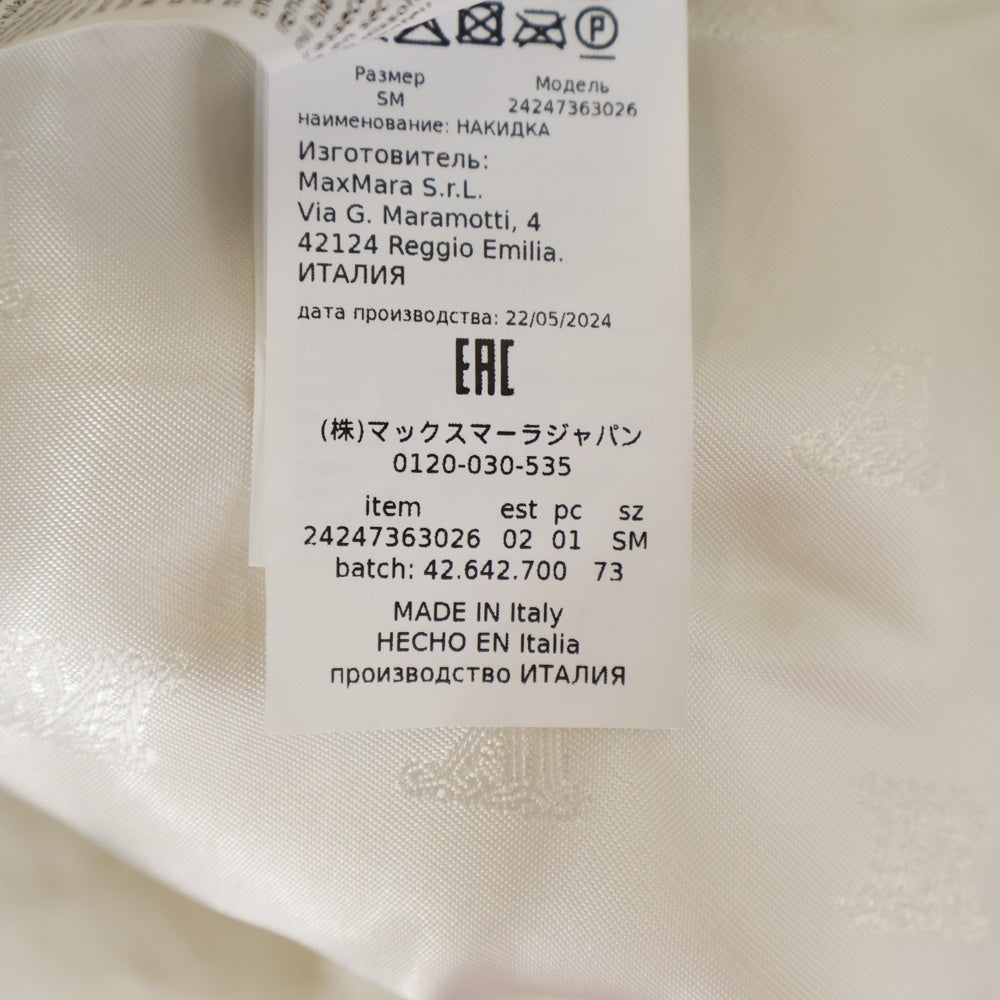 Ⓟ
Размер Модель
SM 24247363026
наименование: НАКИДКА
Изготовитель:
MaxMara S.r.L.
Via G. Maramotti, 4
42124 Reggio Emilia.
ИТАЛИЯ
дата производства: 22/05/2024
EAC
(株)マックスマーラジャパン
0120-030-535
item est pc sz
24247363026 02 01 SM
batch: 42.642.700 73
MADE IN Italy
HECHO EN Italia
производство ИТАЛИЯ